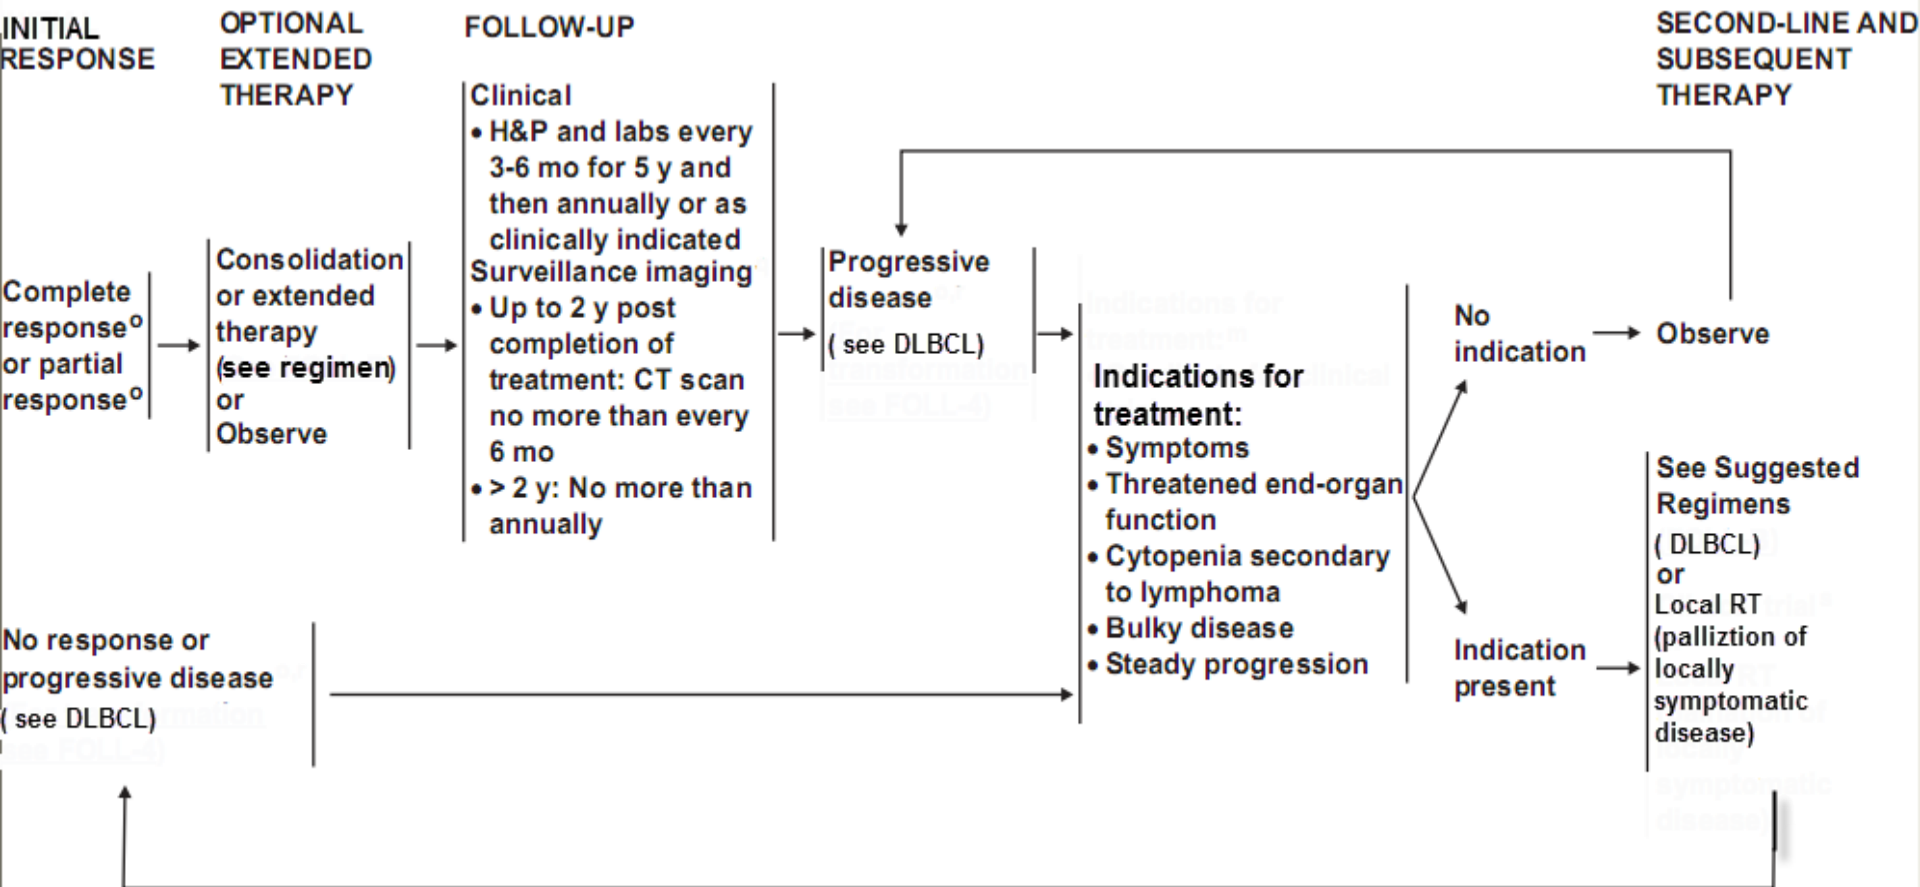 INITIAL
RESPONSE
OPTIONAL
EXTENDED
THERAPY
FOLLOW-UP
SECOND-LINE AND
SUBSEQUENT
THERAPY
Complete
responseᵒ
or partial
responseᵒ
Consolidation
or extended
therapy
(see regimen)
or
Observe
Clinical
• H&P and labs every
3-6 mo for 5 y and
then annually or as
clinically indicated
Surveillance imaging
• Up to 2 y post
completion of
treatment: CT scan
no more than every
6 mo
• > 2 y: No more than
annually
Progressive
disease
( see DLBCL)
Indications for
treatment:
• Symptoms
• Threatened end-organ
function
• Cytopenia secondary
to lymphoma
• Bulky disease
• Steady progression
No
indication
Observe
Indication
present
See Suggested
Regimens
( DLBCL)
or
Local RT
(palliztion of
locally
symptomatic
disease)
No response or
progressive disease
( see DLBCL)